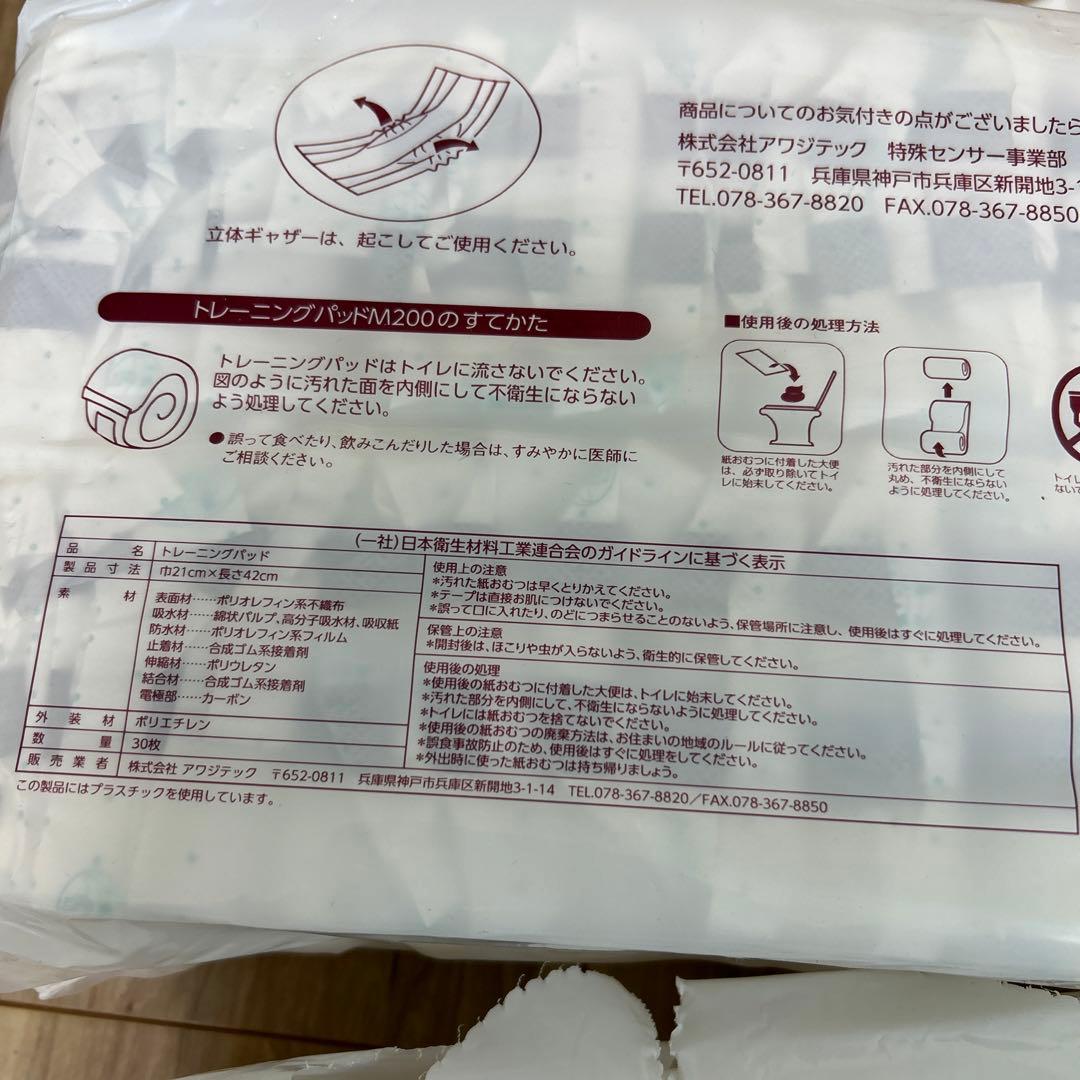 立体ギャザーは、起こしてご使用ください。
商品についてのお気付きの点がございましたら
株式会社アワジテック 特殊センサー事業部
〒652-0811 兵庫県神戸市兵庫区新開地3-1
TEL.078-367-8820 FAX.078-367-8850
トレーニングパッドM200のすてかた
トレーニングパッドはトイレに流さないでください。
図のように汚れた面を内側にして不衛生にならない
よう処理してください。
●誤って食べたり、飲みこんだりした場合は、すみやかに医師に
ご相談ください。
■使用後の処理方法
紙おむつに付着した大便
は、必ず取り除いてトイ
レに始末してください。
汚れた部分を内側にして
丸め、不衛生にならない
ように処理してください。
トイレ
ないで
(一社)日本衛生材料工業連合会のガイドラインに基づく表示
品名 トレーニングパッド
製品寸法 巾21cm×長さ42cm
素材 表面材……ポリオレフィン系不織布
吸水材……綿状パルプ、高分子吸水材、吸収紙
防水材……ポリオレフィン系フィルム
止着材……合成ゴム系接着剤
伸縮材……ポリウレタン
結合材……合成ゴム系接着剤
電極部……カーボン
外装材 ポリエチレン
数量 30枚
販売業者 株式会社 アワジテック 〒652-0811 兵庫県神戸市兵庫区新開地3-1-14 TEL.078-367-8820/FAX.078-367-8850
使用上の注意
*汚れた紙おむつは早くとりかえてください。
*テープは直接お肌につけないでください。
*誤って口に入れたり、のどにつまらせることのないよう、保管場所に注意し、使用後はすぐに処理してください。
保管上の注意
*開封後は、ほこりや虫が入らないよう、衛生的に保管してください。
使用後の処理
*使用後の紙おむつに付着した大便は、トイレに始末してください。
*汚れた部分を内側にして、不衛生にならないように処理してください。
*トイレには紙おむつを捨てないでください。
*使用後の紙おむつの廃棄方法は、お住まいの地域のルールに従ってください。
*誤食事故防止のため、使用後はすぐに処理をしてください。
*外出時に使った紙おむつは持ち帰りましょう。
この製品にはプラスチックを使用しています。